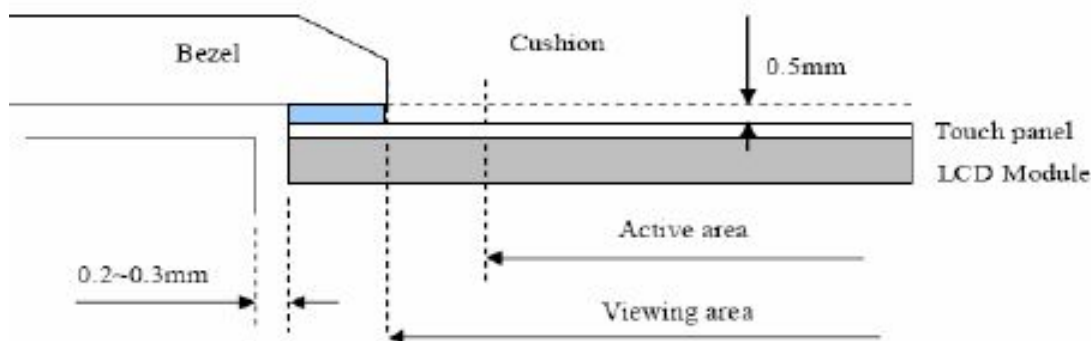 Cushion
Bezel
0.5mm
Touch panel
LCD Module
Active area
0.2~0.3mm
Viewing area